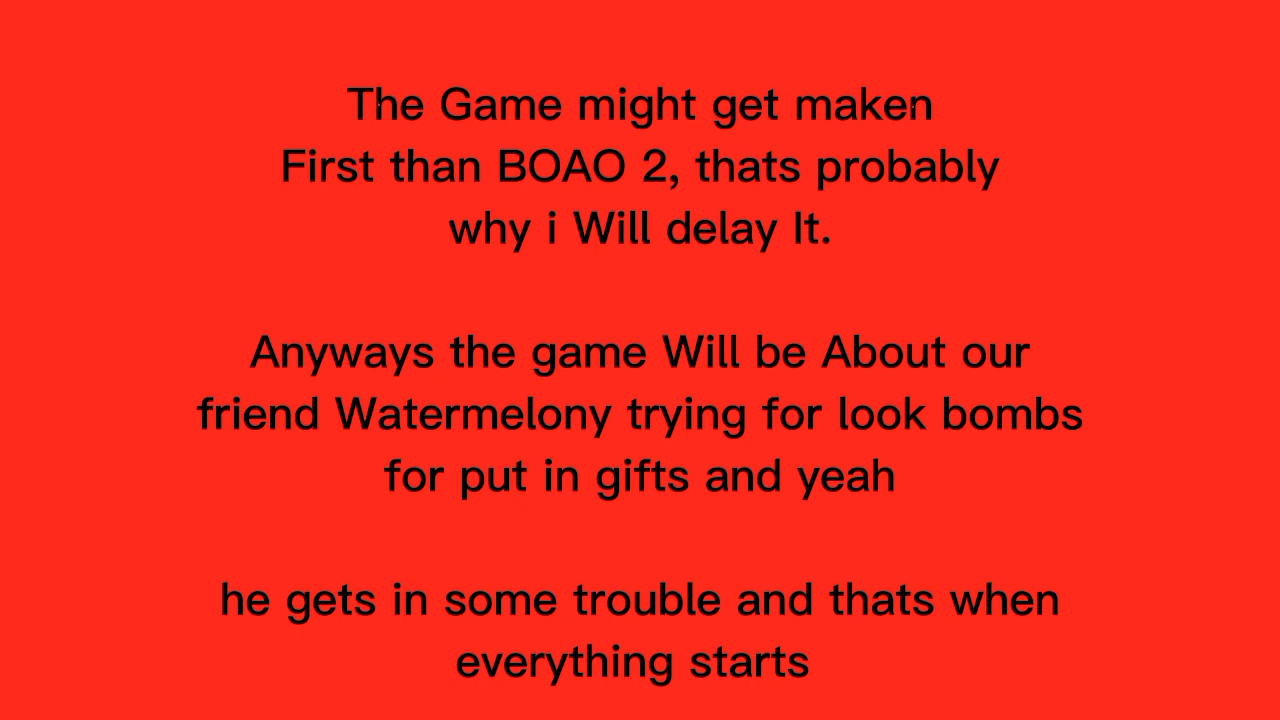 The Game might get maken
First than BOAO 2, thats probably
why i Will delay It.
Anyways the game Will be About our
friend Watermelony trying for look bombs
for put in gifts and yeah
he gets in some trouble and thats when
everything starts